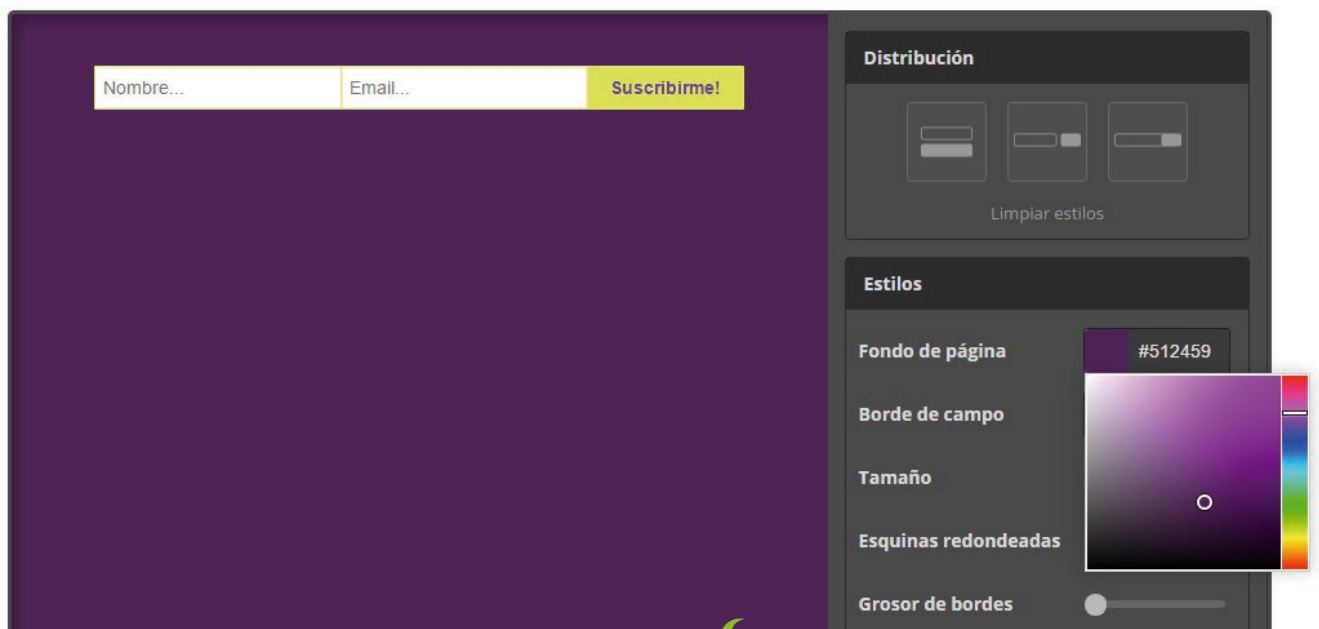 Nombre... Email... Suscribirme!
Distribución
Limpiar estilos
Estilos
Fondo de página #512459
Borde de campo
Tamaño
Esquinas redondeadas
Grosor de bordes